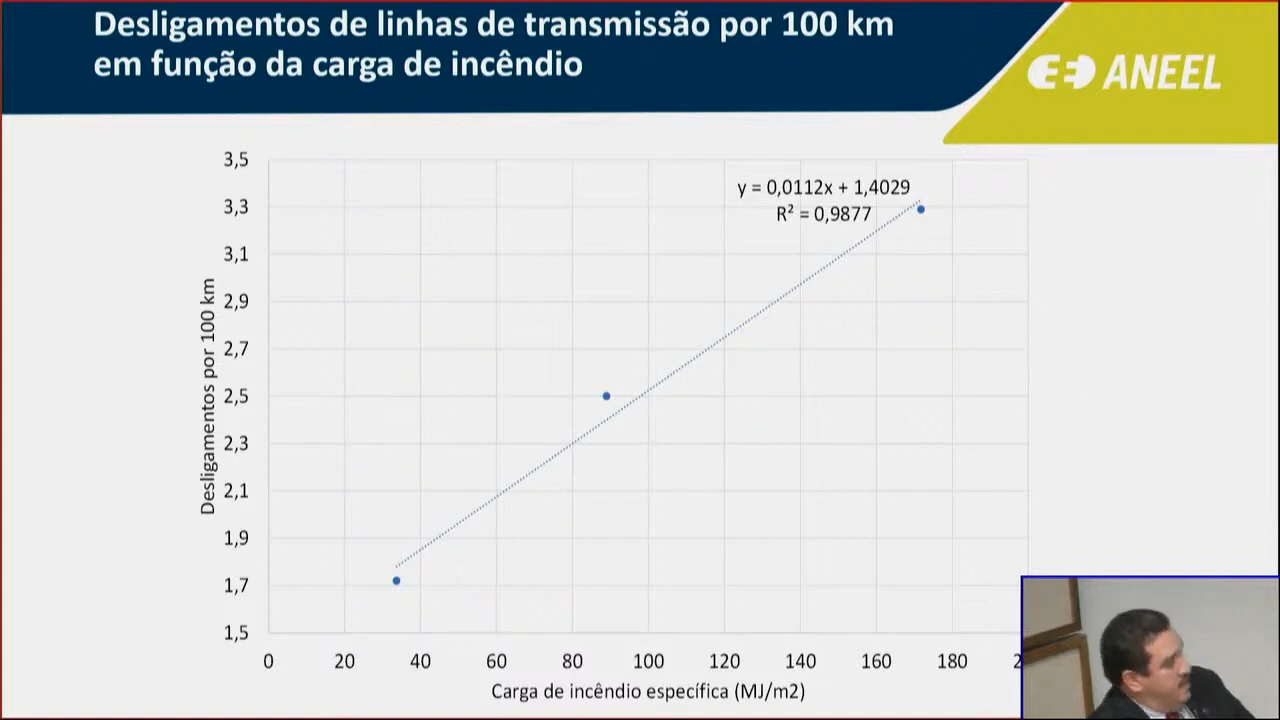 Desligamentos de linhas de transmissão por 100 km
em função da carga de incêndio
ANEEL
3,5
3,3
3,1
2,9
2,7
2,5
2,3
2,1
1,9
1,7
1,5
Desligamentos por 100 km
y = 0,0112x + 1,4029
R² = 0,9877
0 20 40 60 80 100 120 140 160 180
Carga de incêndio específica (MJ/m2)